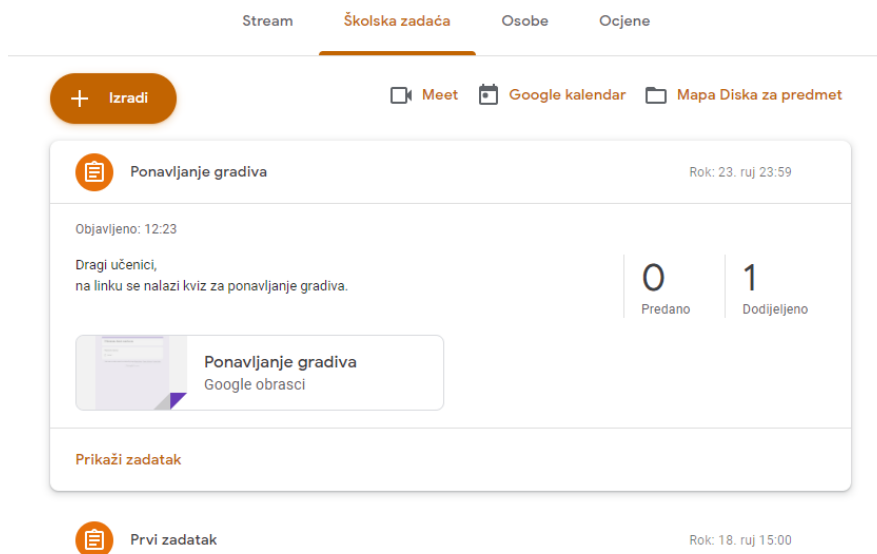 Stream Školska zadaća Osobe Ocjene
Izradi Meet Google kalendar Mapa Diska za predmet
Ponavljanje gradiva Rok: 23. ruj 23:59
Objavljeno: 12:23
Dragi učenici,
na linku se nalazi kviz za ponavljanje gradiva.
0 1
Predano Dodijeljeno
Ponavljanje gradiva
Google obrasci
Prikaži zadatak
Prvi zadatak Rok: 18. ruj 15:00